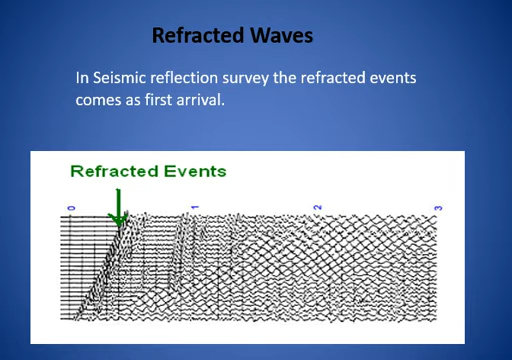 Refracted Waves
In Seismic reflection survey the refracted events
comes as first arrival.
Refracted Events
0 1 2 3